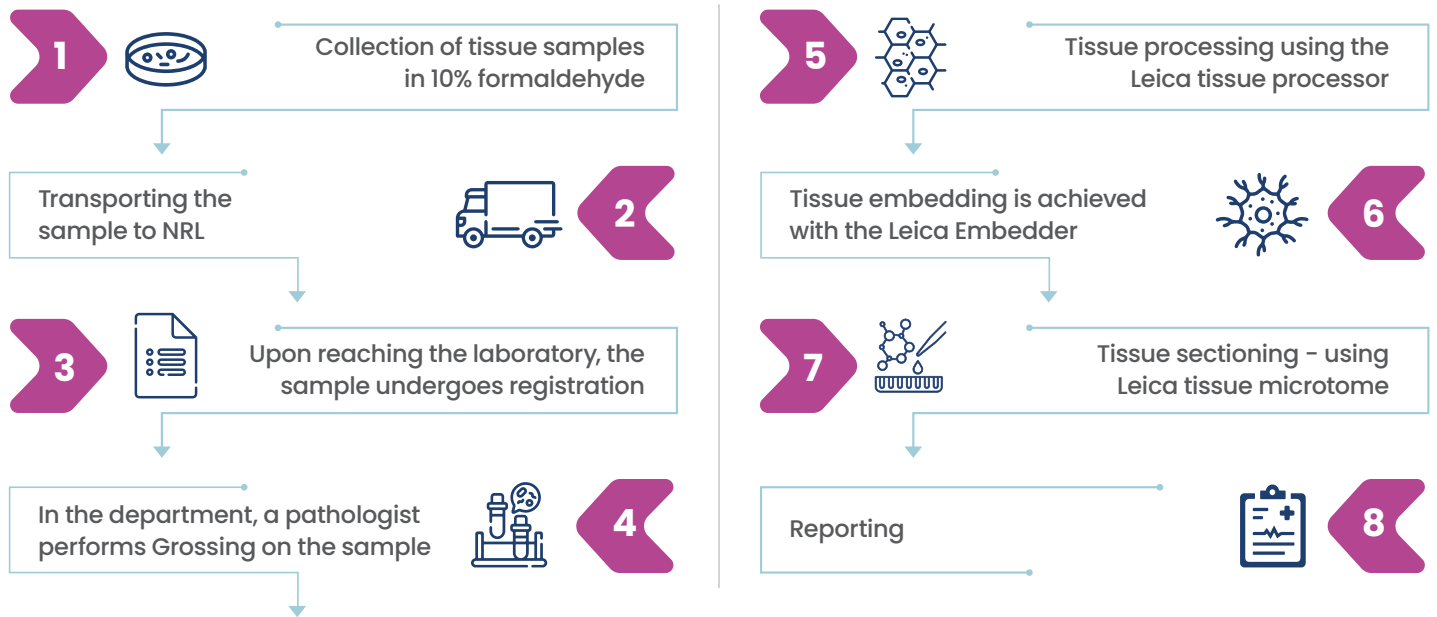 1
Collection of tissue samples
in 10% formaldehyde
Transporting the
sample to NRL
2
3
Upon reaching the laboratory, the
sample undergoes registration
In the department, a pathologist
performs Grossing on the sample
4
5
Tissue processing using the
Leica tissue processor
Tissue embedding is achieved
with the Leica Embedder
6
7
Tissue sectioning - using
Leica tissue microtome
Reporting
8